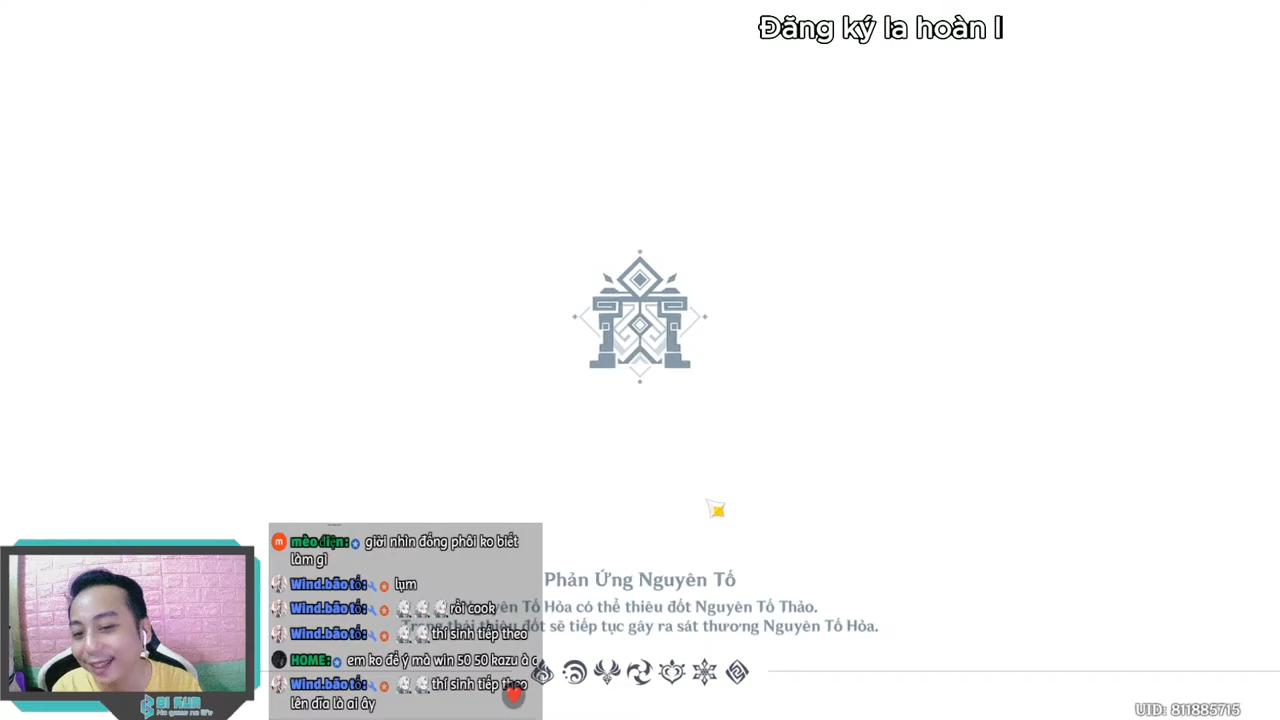 Đăng ký la hoàn l
m mèo điện: giời nhìn đống phôi ko biết
làm gì
Wind.bão tố: lụm
Wind.bão tố: rồi cook
Wind.bão tố: thí sinh tiếp theo
HOME: em ko để ý mà win 50 50 kazu à
Wind.bão tố: thí sinh tiếp theo
lên đĩa là ai ây
Phản Ứng Nguyên Tố
Tố Hỏa có thể thiêu đốt Nguyên Tố Thảo.
thái thiêu đốt sẽ tiếp tục gây ra sát thương Nguyên Tố Hỏa.
UID: 811885715